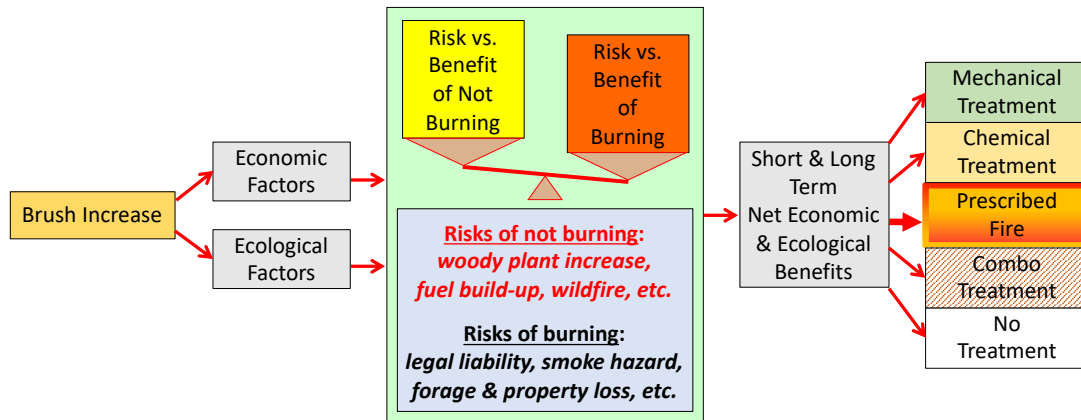 Brush Increase
Economic
Factors
Ecological
Factors
Risk vs.
Benefit
of Not
Burning
Risk vs.
Benefit
of
Burning
Risks of not burning:
woody plant increase,
fuel build-up, wildfire, etc.
Risks of burning:
legal liability, smoke hazard,
forage & property loss, etc.
Short & Long
Term
Net Economic
& Ecological
Benefits
Mechanical
Treatment
Chemical
Treatment
Prescribed
Fire
Combo
Treatment
No
Treatment